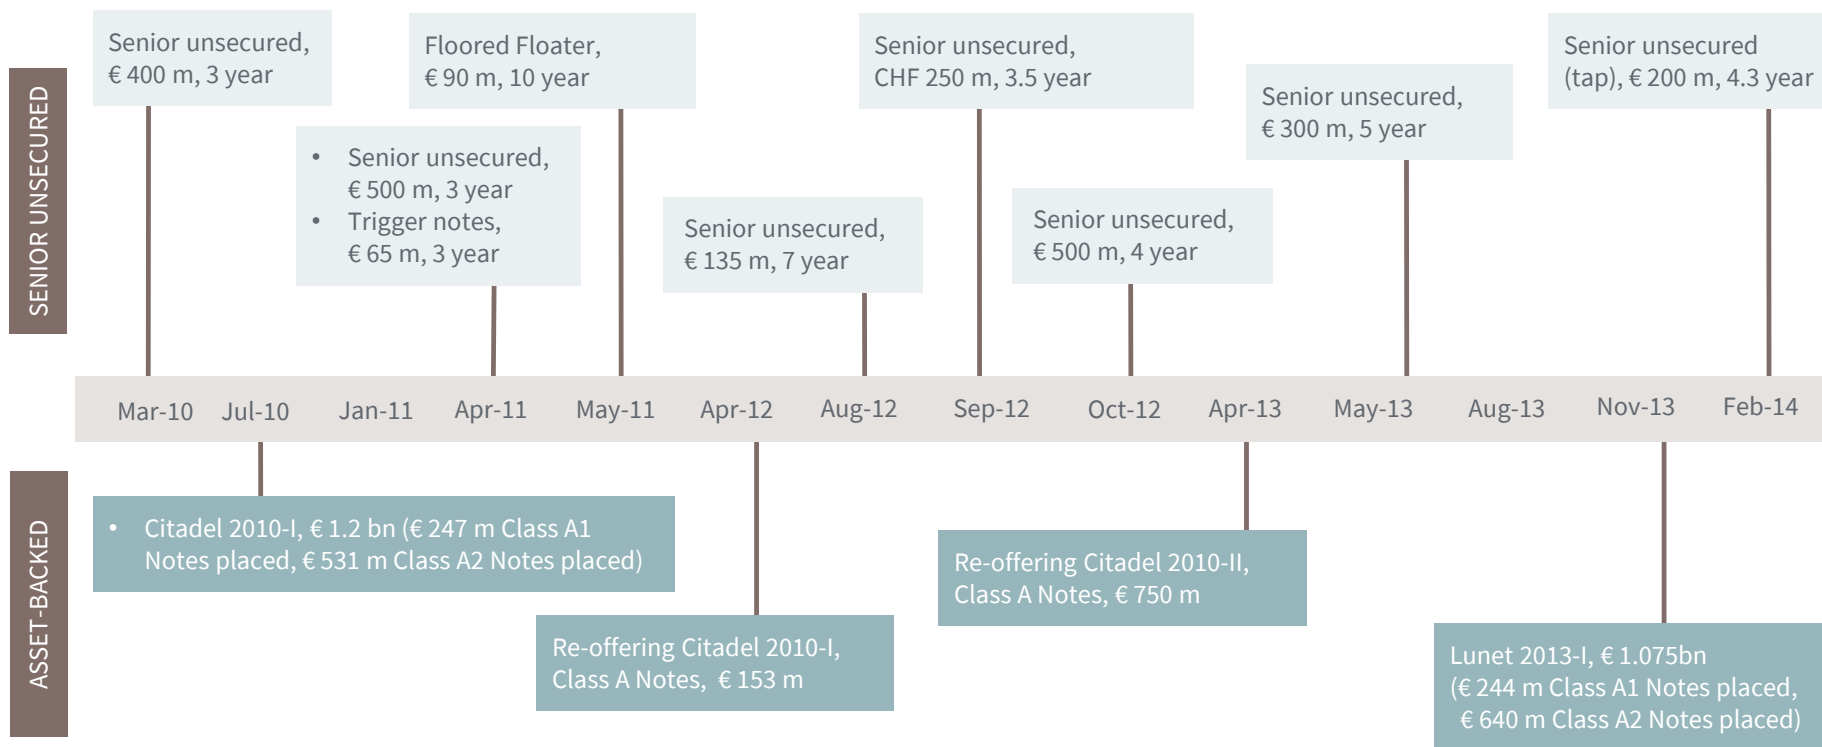 SENIOR UNSECURED
Senior unsecured,
€ 400 m, 3 year
• Senior unsecured,
€ 500 m, 3 year
• Trigger notes,
€ 65 m, 3 year
Floored Floater,
€ 90 m, 10 year
Senior unsecured,
€ 135 m, 7 year
Senior unsecured,
CHF 250 m, 3.5 year
Senior unsecured,
€ 500 m, 4 year
Senior unsecured,
€ 300 m, 5 year
Senior unsecured
(tap), € 200 m, 4.3 year
Mar-10 Jul-10 Jan-11 Apr-11 May-11 Apr-12 Aug-12 Sep-12 Oct-12 Apr-13 May-13 Aug-13 Nov-13 Feb-14
ASSET-BACKED
• Citadel 2010-I, € 1.2 bn (€ 247 m Class A1
Notes placed, € 531 m Class A2 Notes placed)
Re-offering Citadel 2010-I,
Class A Notes, € 153 m
Re-offering Citadel 2010-II,
Class A Notes, € 750 m
Lunet 2013-I, € 1.075bn
(€ 244 m Class A1 Notes placed,
€ 640 m Class A2 Notes placed)